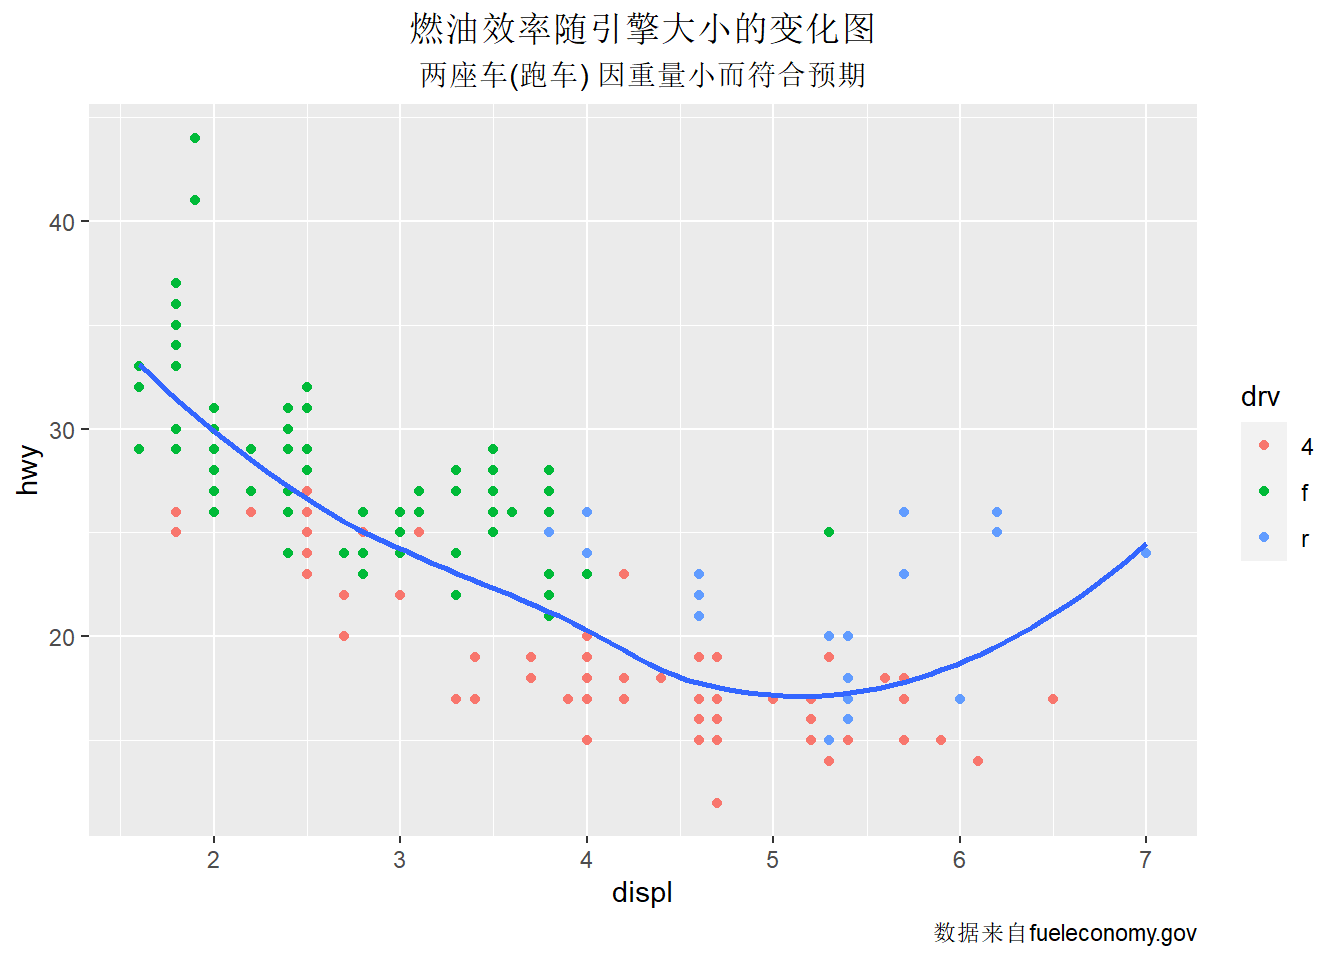 燃油效率随引擎大小的变化图
两座车(跑车) 因重量小而符合预期
40
30
20
hwy
2 3 4 5 6 7
displ
drv
4
f
r
数据来自fueleconomy.gov